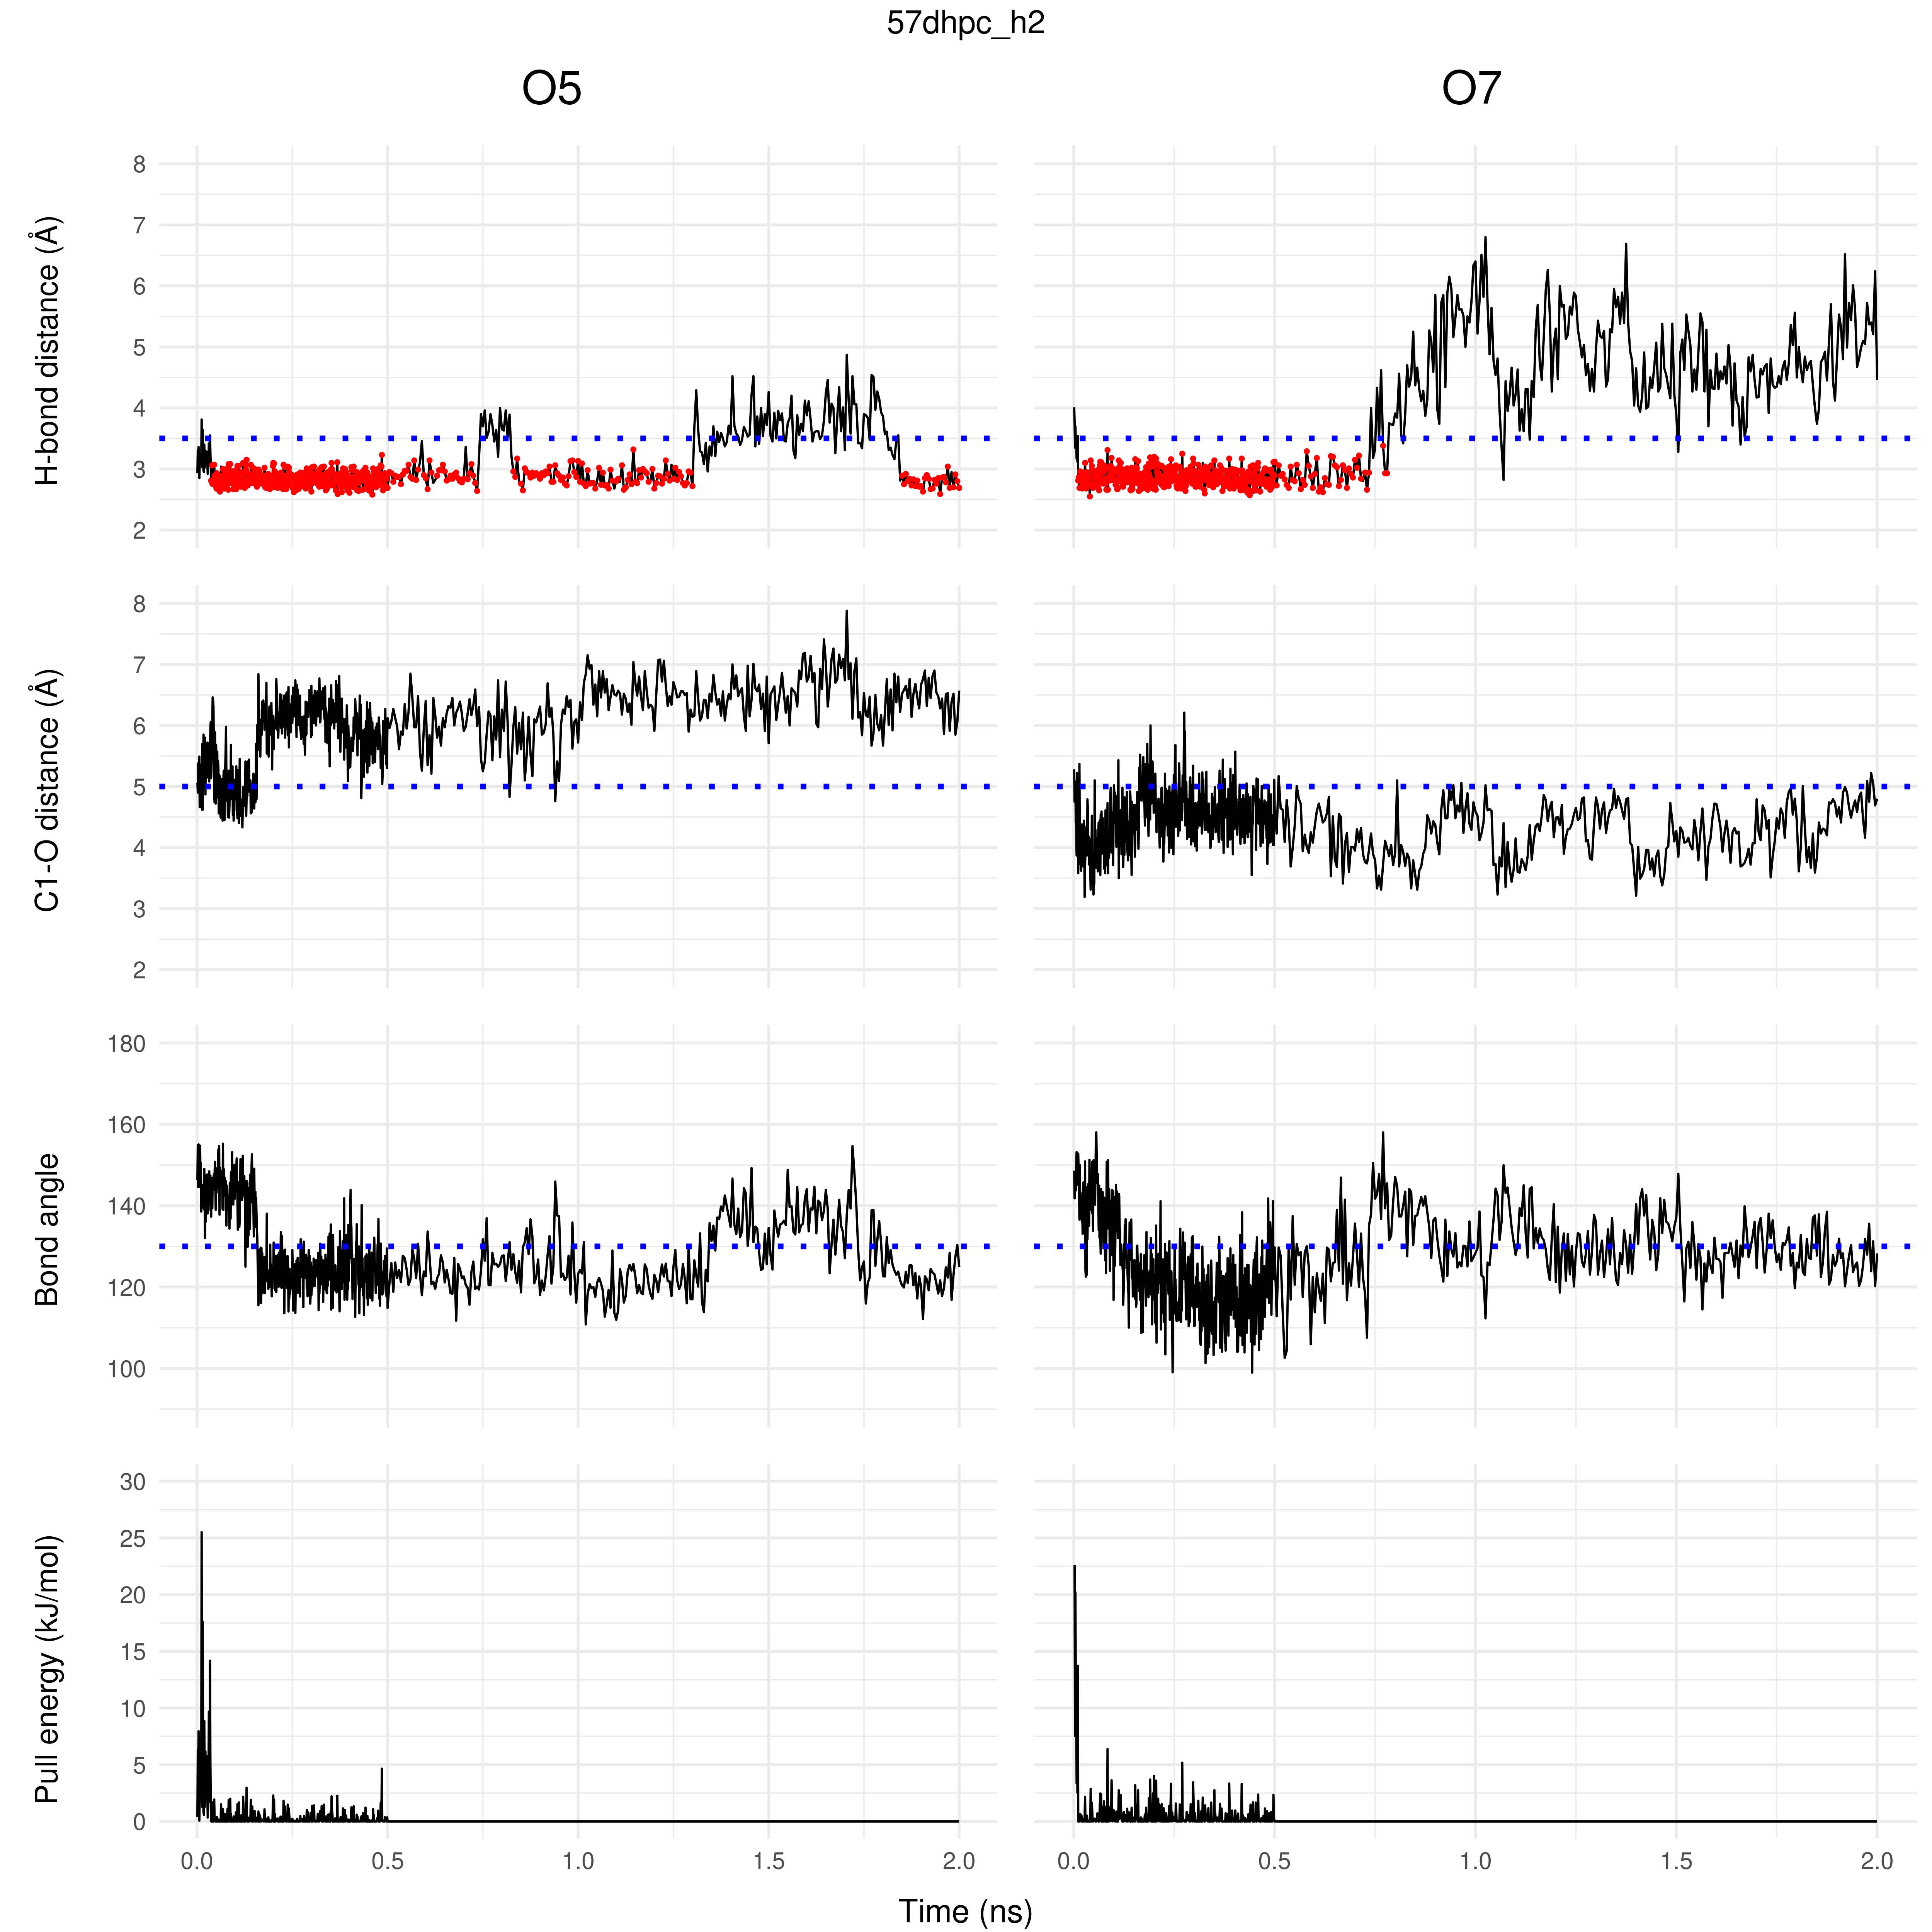 57dhpc_h2
O5
O7
H-bond distance (Å)
8
7
6
5
4
3
2
C1-O distance (Å)
8
7
6
5
4
3
2
Bond angle
180
160
140
120
100
Pull energy (kJ/mol)
30
25
20
15
10
5
0
0.0 0.5 1.0 1.5 2.0
0.0 0.5 1.0 1.5 2.0
Time (ns)